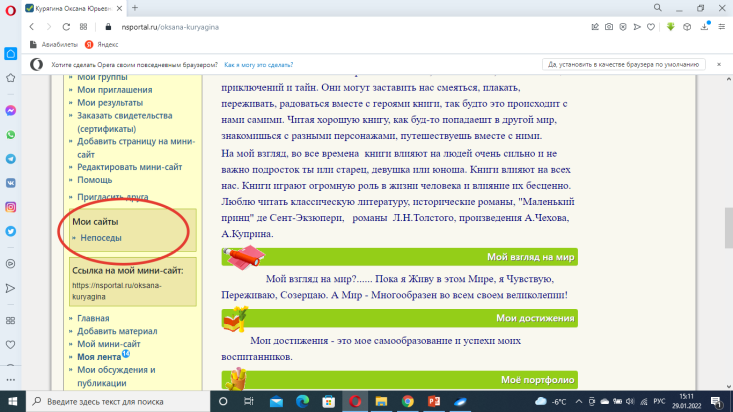 Курягина Оксана Юрьевн
nsportal.ru/oksana-kuryagina
Авиабилеты
Яндекс
Хотите сделать Opera своим повседневным браузером?
Как я могу это сделать?
Да, установить в качестве браузера по умолчанию
» Мои группы
» Мои приглашения
» Мои результаты
» Заказать свидетельства
(сертификаты)
» Добавить страницу на мини-
сайт
» Редактировать мини-сайт
» Помощь
» Пригласить друга
Мои сайты
» Непоседы
Ссылка на мой мини-сайт:
https://nsportal.ru/oksana-
kuryagina
» Главная
» Добавить материал
» Мой мини-сайт
» Моя лента 14
» Мои обсуждения и
публикации
приключений и тайн. Они могут заставить нас смеяться, плакать,
переживать, радоваться вместе с героями книги, так будто это происходит с
нами самими. Читая хорошую книгу, как буд-то попадаешт в другой мир,
знакомишься с разными персонажами, путешествуешь вместе с ними.
На мой взгляд, во все времена книги влияют на людей очень сильно и не
важно подросток ты или старец, девушка или юноша. Книги влияют на всех
нас. Книги играют огромную роль в жизни человека и влияние их бесценно.
Люблю читать классическую литературу, исторические романы, "Маленький
принц" де Сент-Экзюпери, романы Л.Н.Толстого, произведения А.Чехова,
А.Куприна.
Мой взгляд на мир
Мой взгляд на мир?...... Пока я Живу в этом Мире, я Чувствую,
Переживаю, Созерцаю. А Мир - Многообразен во всем своем великолепии!
Мои достижения
Мои достижения - это мое самообразование и успехи моих
воспитанников.
Моё портфолио
Введите здесь текст для поиска
-6°C
РУС
15:11
29.01.2022